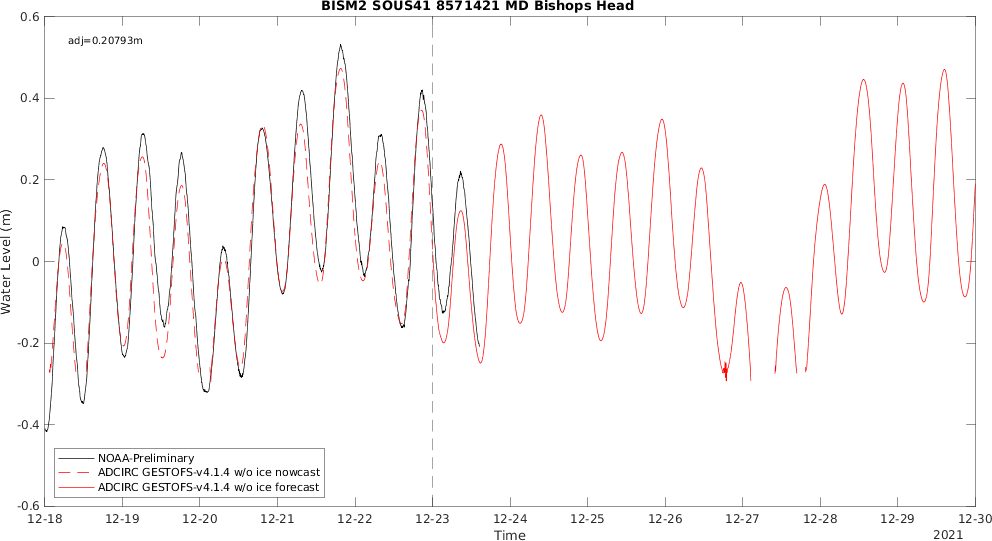 BISM2 SOUS41 8571421 MD Bishops Head
adj=0.20793m
0.6
0.4
0.2
0
-0.2
-0.4
-0.6
Water Level (m)
NOAA-Preliminary
ADCIRC GESTOFS-v4.1.4 w/o ice nowcast
ADCIRC GESTOFS-v4.1.4 w/o ice forecast
12-18 12-19 12-20 12-21 12-22 12-23 12-24 12-25 12-26 12-27 12-28 12-29 12-30
Time
2021